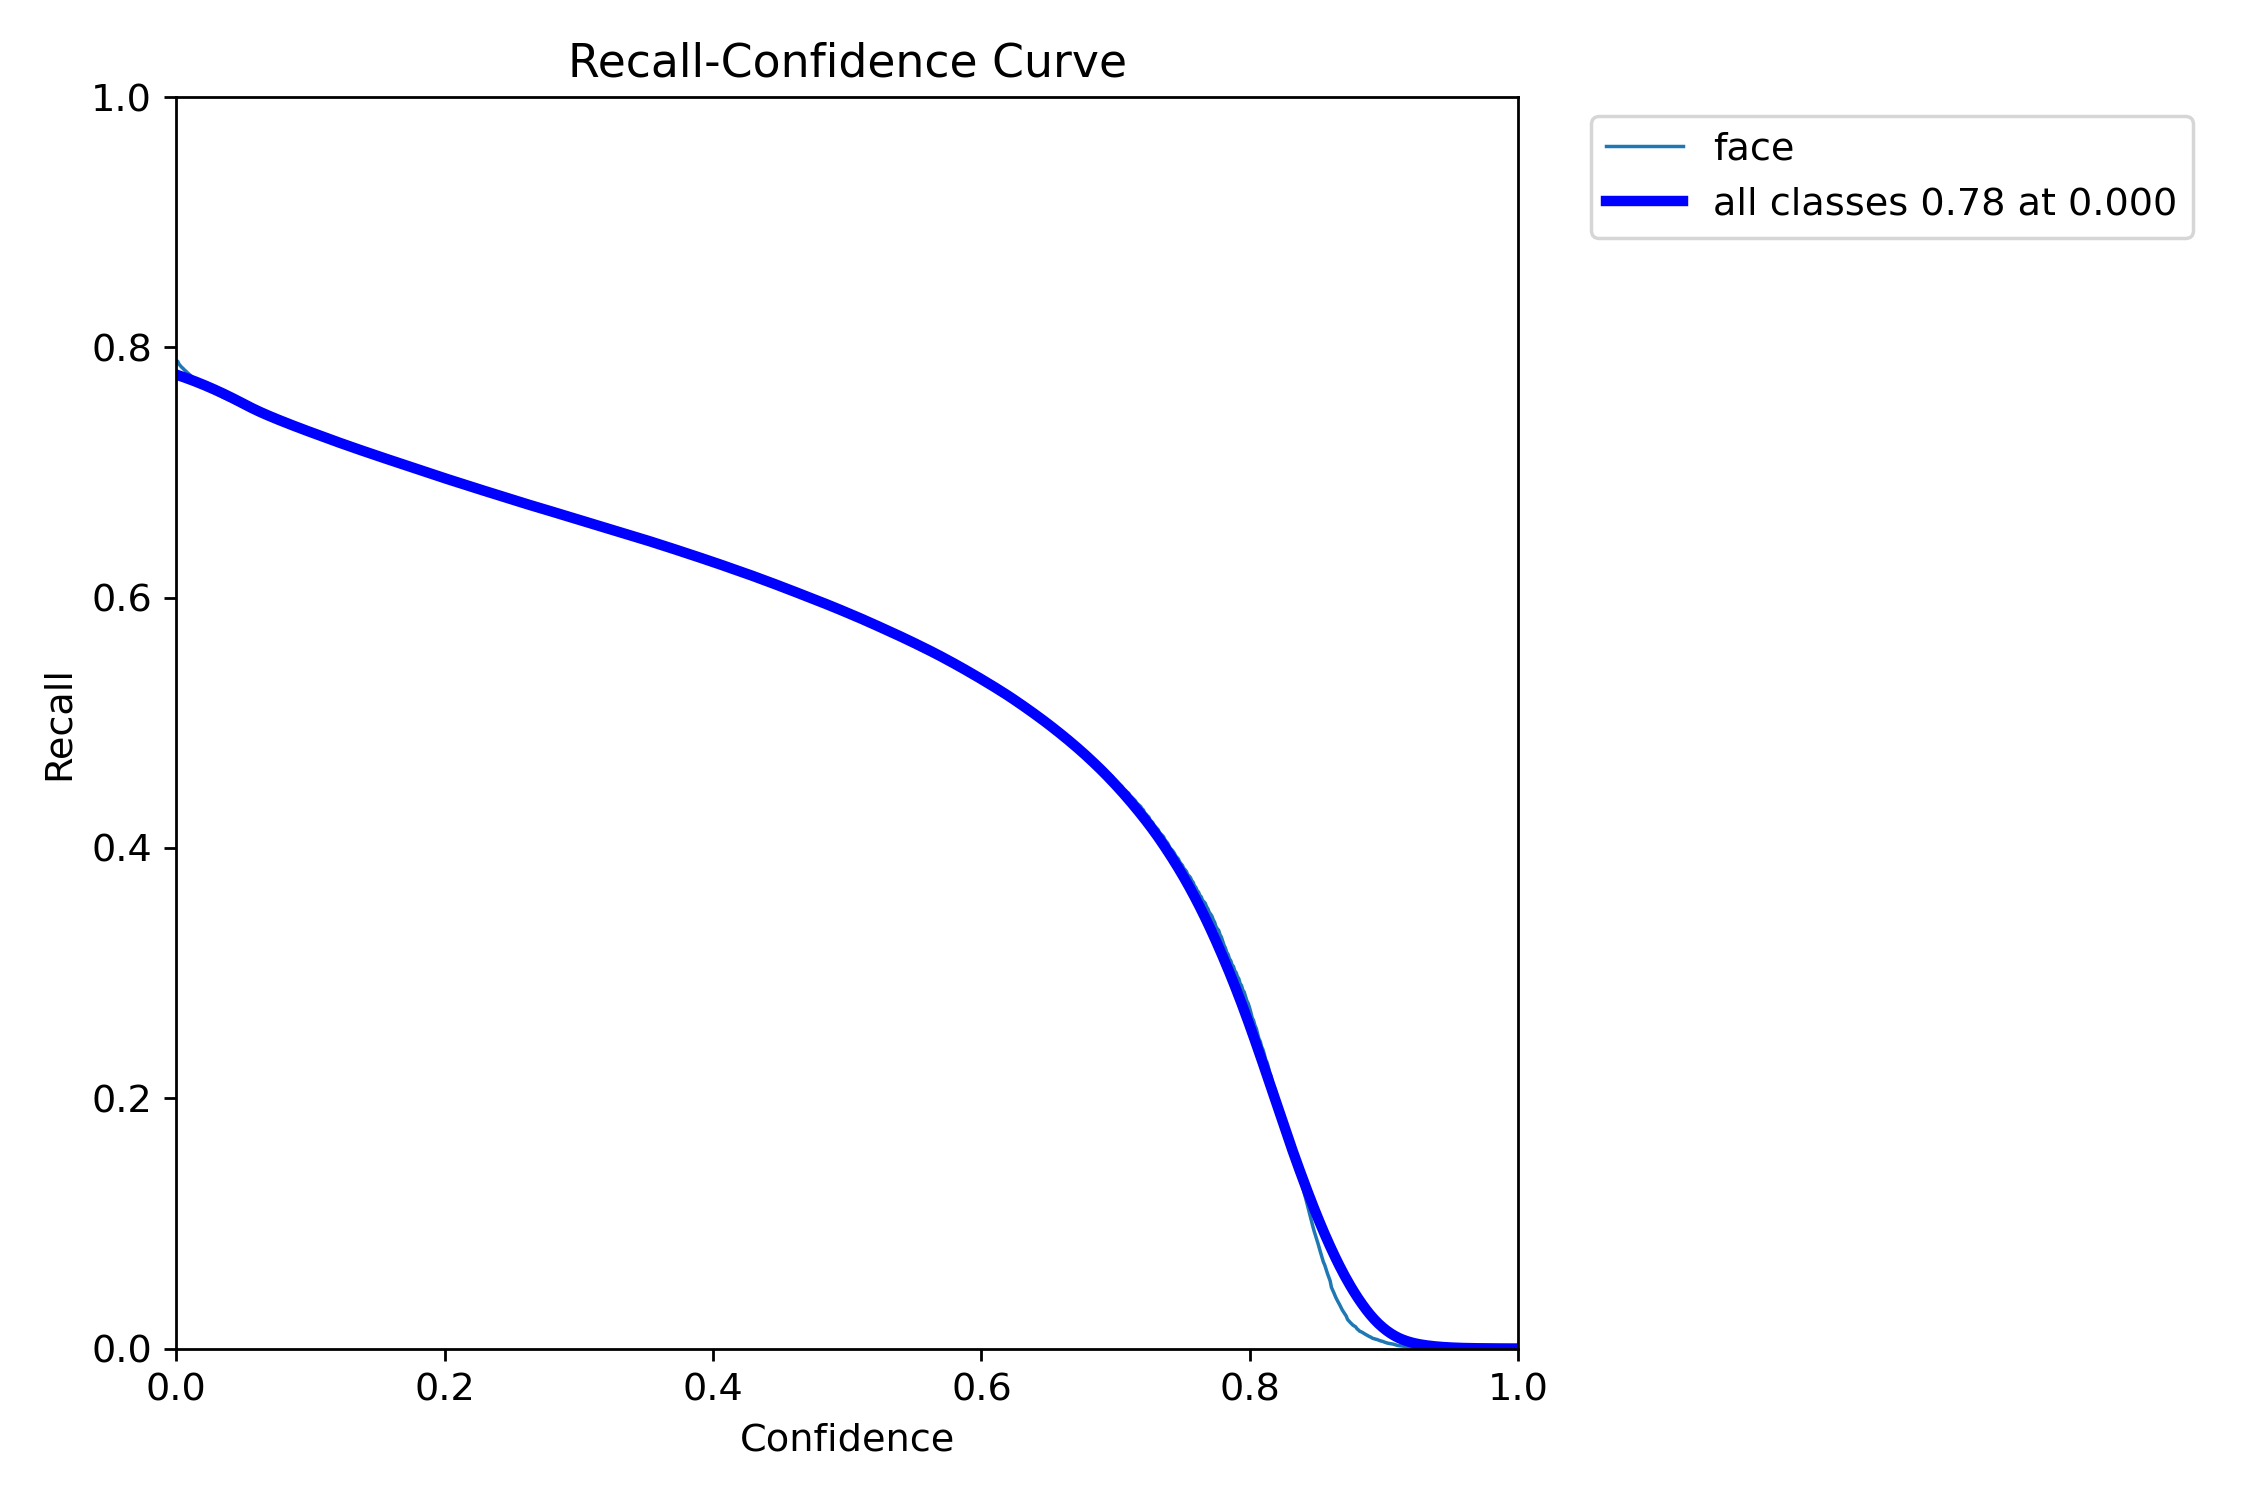 Recall-Confidence Curve
1.0
0.8
0.6
0.4
0.2
0.0
Recall
0.0 0.2 0.4 0.6 0.8 1.0
Confidence
face
all classes 0.78 at 0.000